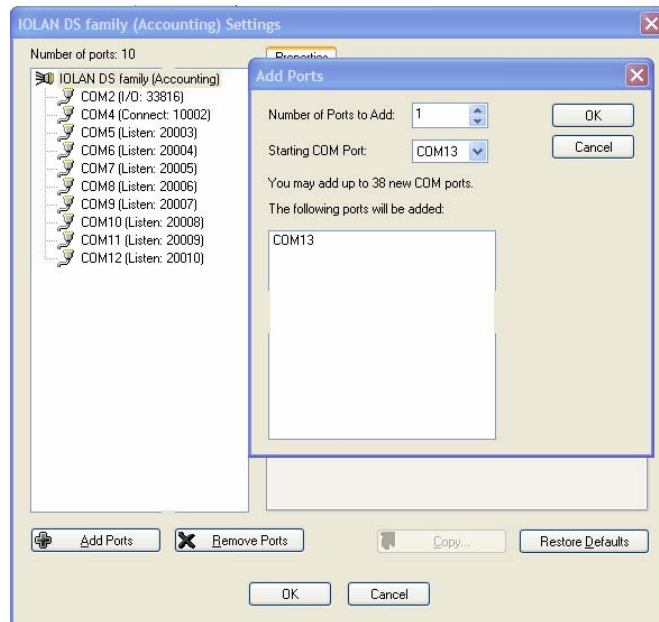 IOLAN DS family (Accounting) Settings
Number of ports: 10
Properties
IOLAN DS family (Accounting)
COM2 (I/O: 33816)
COM4 (Connect: 10002)
COM5 (Listen: 20003)
COM6 (Listen: 20004)
COM7 (Listen: 20005)
COM8 (Listen: 20006)
COM9 (Listen: 20007)
COM10 (Listen: 20008)
COM11 (Listen: 20009)
COM12 (Listen: 20010)
Add Ports
Number of Ports to Add: 1
OK
Starting COM Port: COM13
Cancel
You may add up to 38 new COM ports.
The following ports will be added:
COM13
Add Ports
Remove Ports
Copy...
Restore Defaults
OK
Cancel